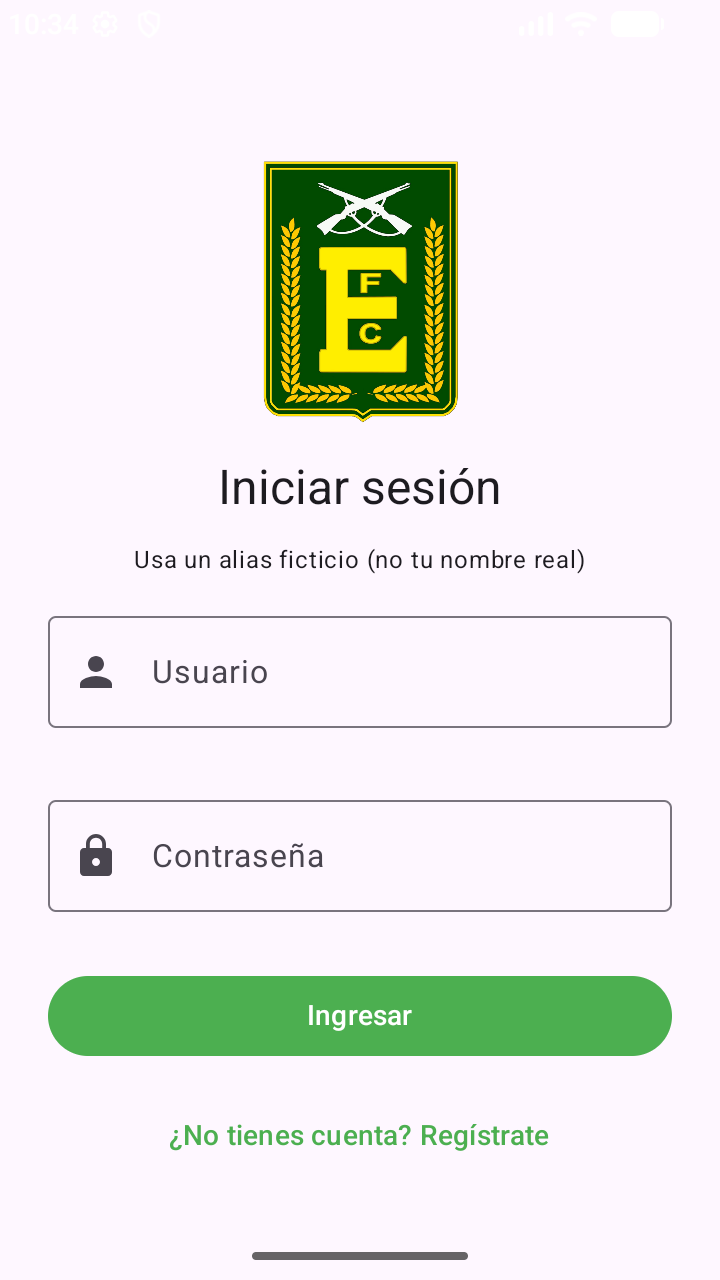 10:34
E
F
C
Iniciar sesión
Usa un alias ficticio (no tu nombre real)
Usuario
Contraseña
Ingresar
¿No tienes cuenta? Regístrate